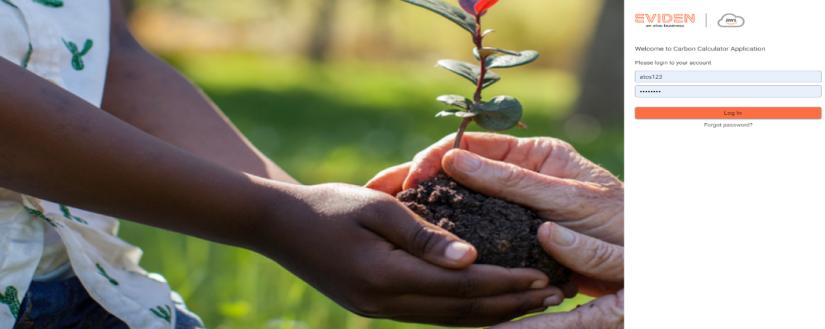 EVIDEN
an atos business
aws
Welcome to Carbon Calculator Application
Please login to your account
atos123
••••••••
Log In
Forgot password?